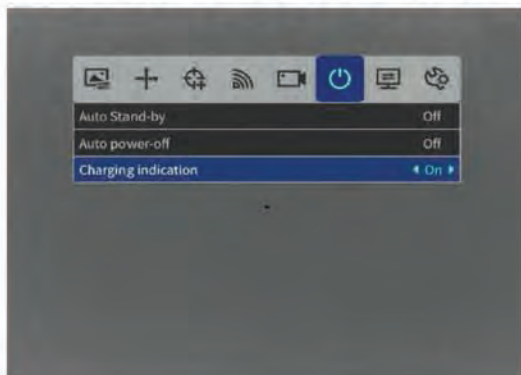 Auto Stand-by Off
Auto power-off Off
Charging indication On